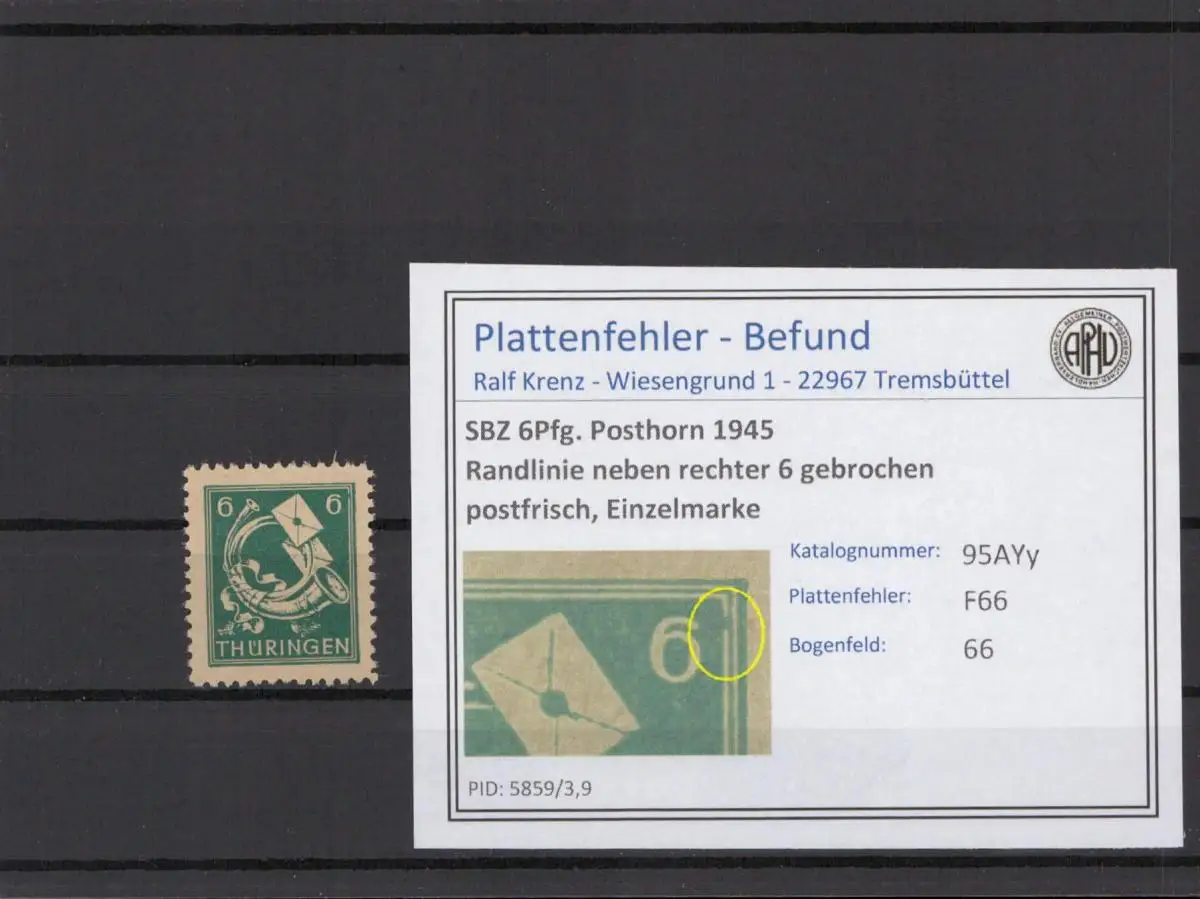 6 6
THÜRINGEN
Plattenfehler - Befund
Ralf Krenz - Wiesengrund 1 - 22967 Tremsbüttel
APHV
SBZ 6Pfg. Posthorn 1945
Randlinie neben rechter 6 gebrochen
postfrisch, Einzelmarke
6
Katalognummer: 95AYy
Plattenfehler: F66
Bogenfeld: 66
PID: 5859/3,9